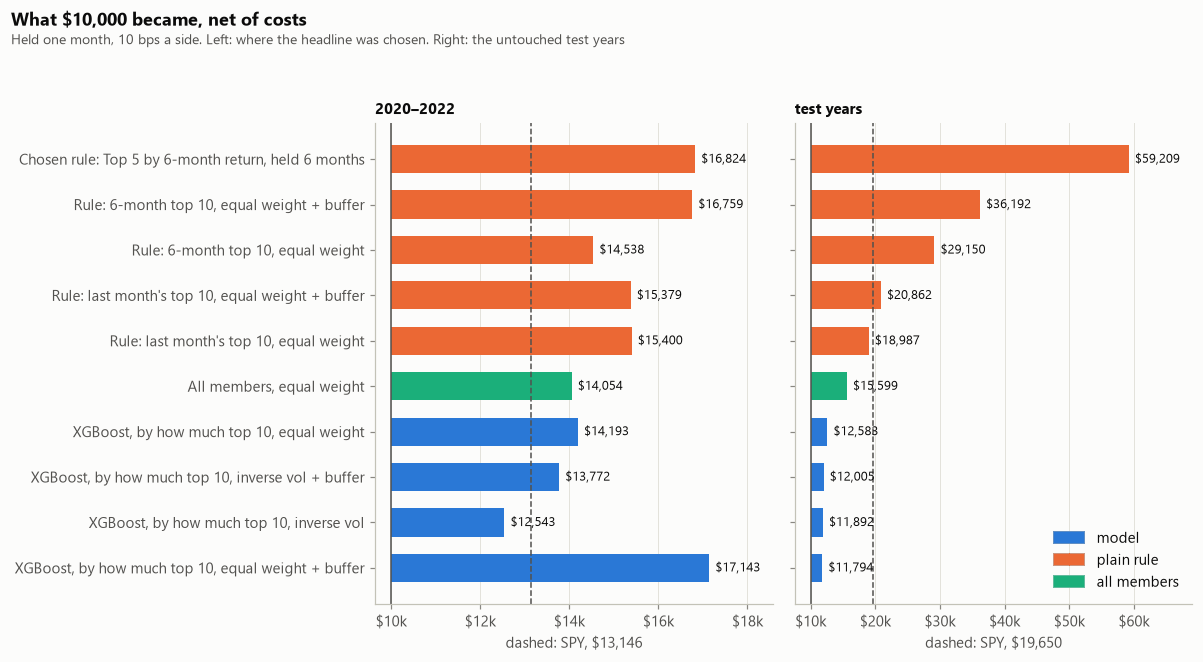 What $10,000 became, net of costs
Held one month, 10 bps a side. Left: where the headline was chosen. Right: the untouched test years
2020–2022
test years
Chosen rule: Top 5 by 6-month return, held 6 months
$16,824
$59,209
Rule: 6-month top 10, equal weight + buffer
$16,759
$36,192
Rule: 6-month top 10, equal weight
$14,538
$29,150
Rule: last month's top 10, equal weight + buffer
$15,379
$20,862
Rule: last month's top 10, equal weight
$15,400
$18,987
All members, equal weight
$14,054
$15,599
XGBoost, by how much top 10, equal weight
$14,193
$12,583
XGBoost, by how much top 10, inverse vol + buffer
$13,772
$12,005
XGBoost, by how much top 10, inverse vol
$12,543
$11,892
XGBoost, by how much top 10, equal weight + buffer
$17,143
$11,794
model
plain rule
all members
$10k $12k $14k $16k $18k
$10k $20k $30k $40k $50k $60k
dashed: SPY, $13,146
dashed: SPY, $19,650